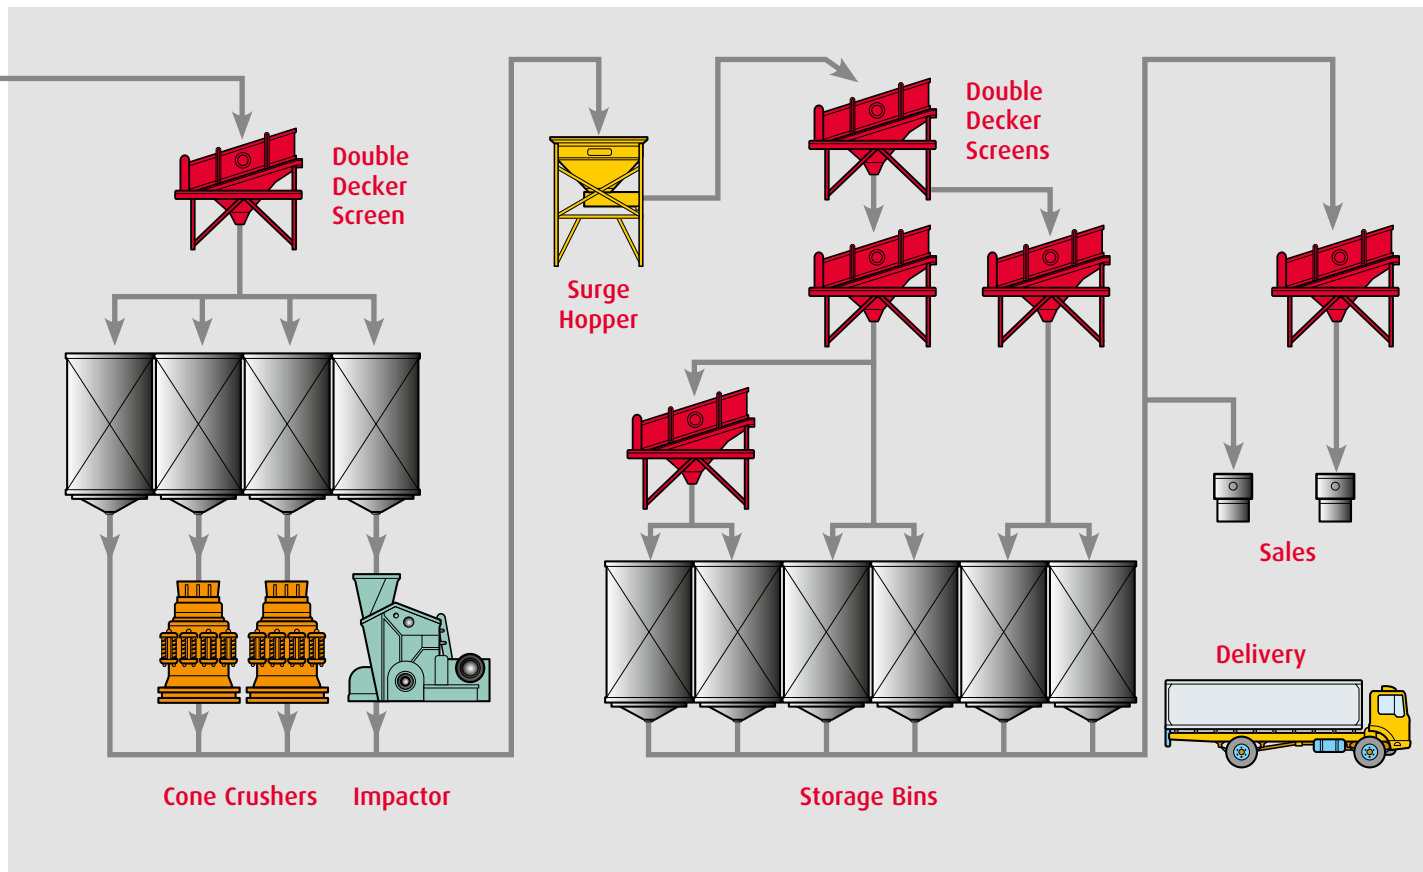 Double
Decker
Screen
Surge
Hopper
Double
Decker
Screens
Sales
Delivery
Cone Crushers
Impactor
Storage Bins